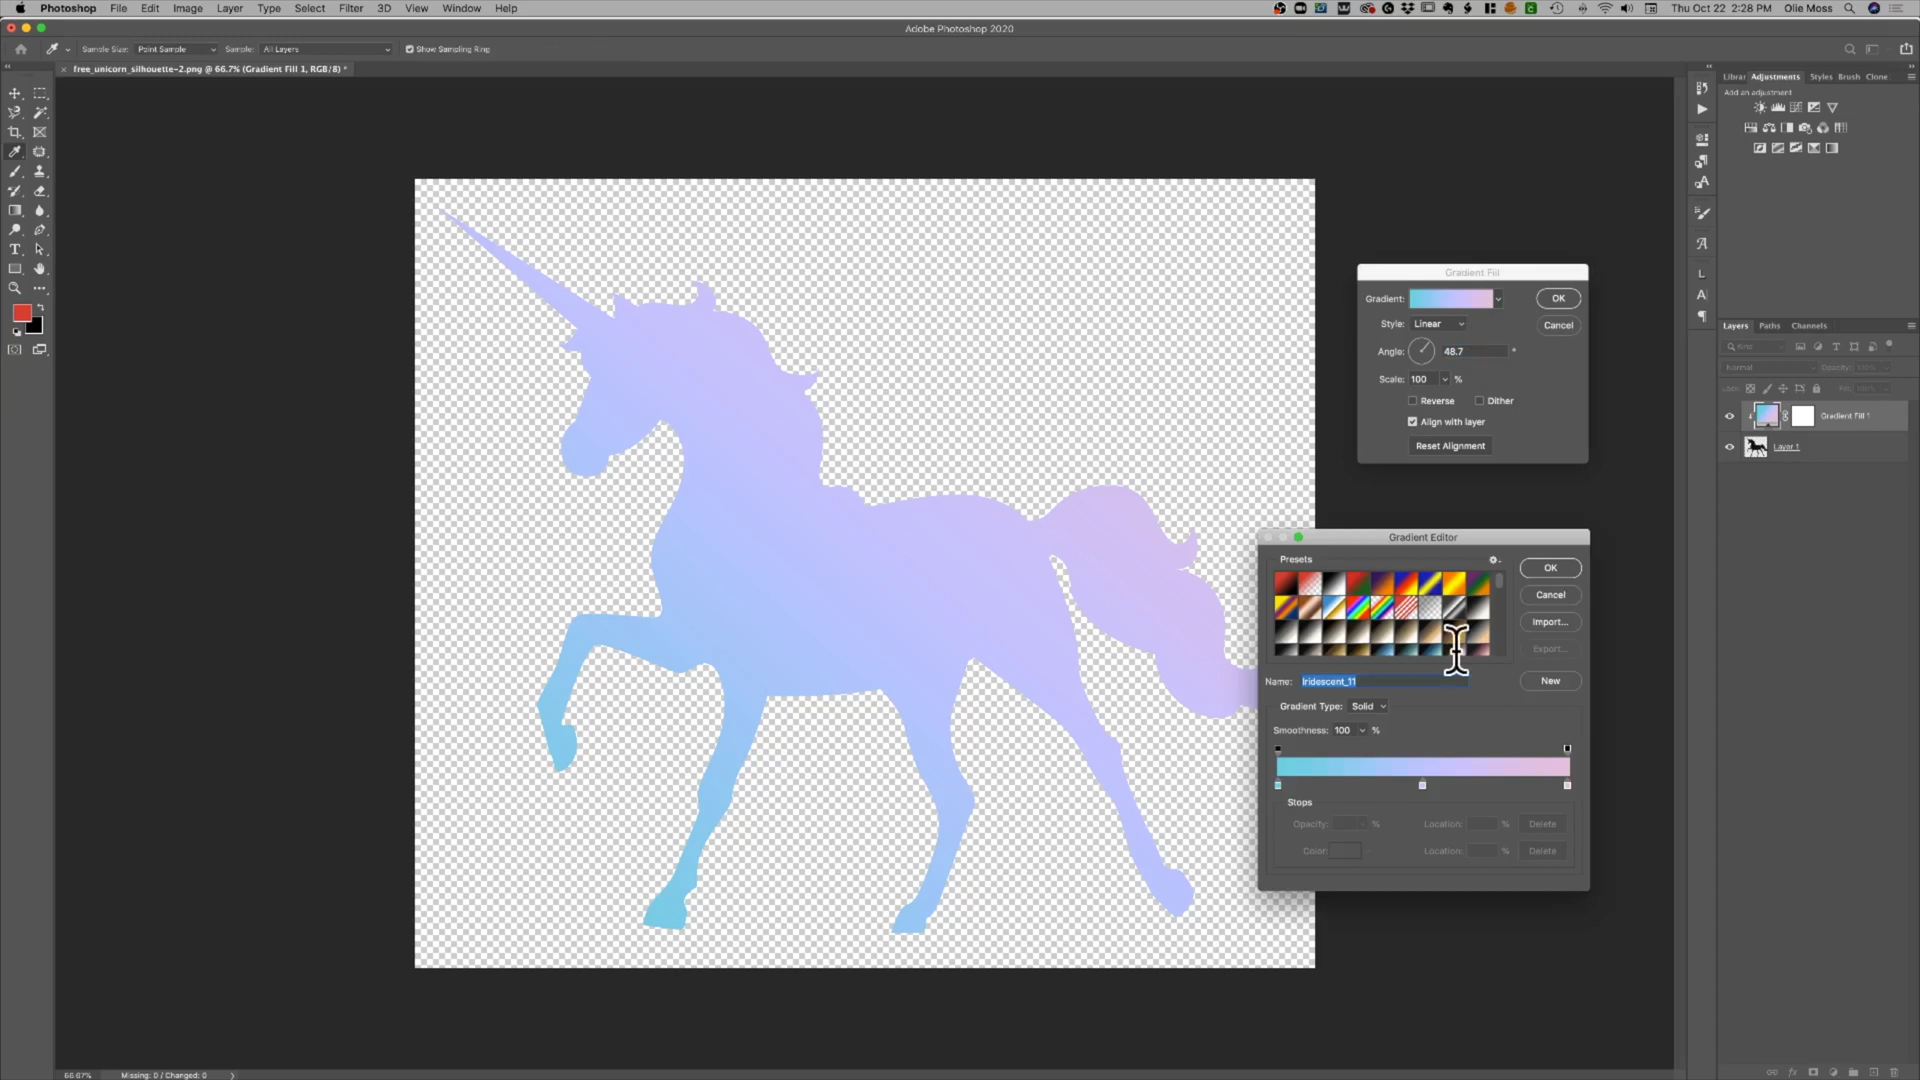 Photoshop File Edit Image Layer Type Select Filter 3D View Window Help Thu Oct 22 2:28 PM Olie Moss
Adobe Photoshop 2020
Sample Size: Point Sample Sample: All Layers Show Sampling Ring
× free_unicorn_silhouette-2.png @ 66.7% (Gradient Fill 1, RGB/8) *
Librar Adjustments Styles Brush Clone
Add an adjustment
Gradient Fill
Gradient: OK
Style: Linear Cancel
Angle: 48.7 °
Scale: 100 %
Reverse Dither
Align with layer
Reset Alignment
Layers Paths Channels
Kind
Normal Opacity: 100%
Lock: Fill: 100%
Gradient Fill 1
Layer 1
Gradient Editor
Presets
OK
Cancel
Import...
Export...
Name: Iridescent_11 New
Gradient Type: Solid
Smoothness: 100 %
Stops
Opacity: % Location: % Delete
Color: Location: % Delete
66.67% Missing: 0 / Changed: 0